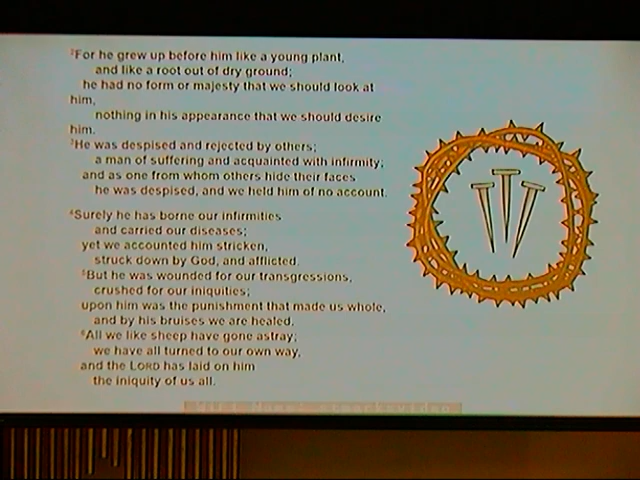 ²For he grew up before him like a young plant,
and like a root out of dry ground;
he had no form or majesty that we should look at
him,
nothing in his appearance that we should desire
him.
³He was despised and rejected by others;
a man of suffering and acquainted with infirmity;
and as one from whom others hide their faces
he was despised, and we held him of no account.
⁴Surely he has borne our infirmities
and carried our diseases;
yet we accounted him stricken,
struck down by God, and afflicted.
⁵But he was wounded for our transgressions,
crushed for our iniquities;
upon him was the punishment that made us whole,
and by his bruises we are healed.
⁶All we like sheep have gone astray;
we have all turned to our own way,
and the LORD has laid on him
the iniquity of us all.